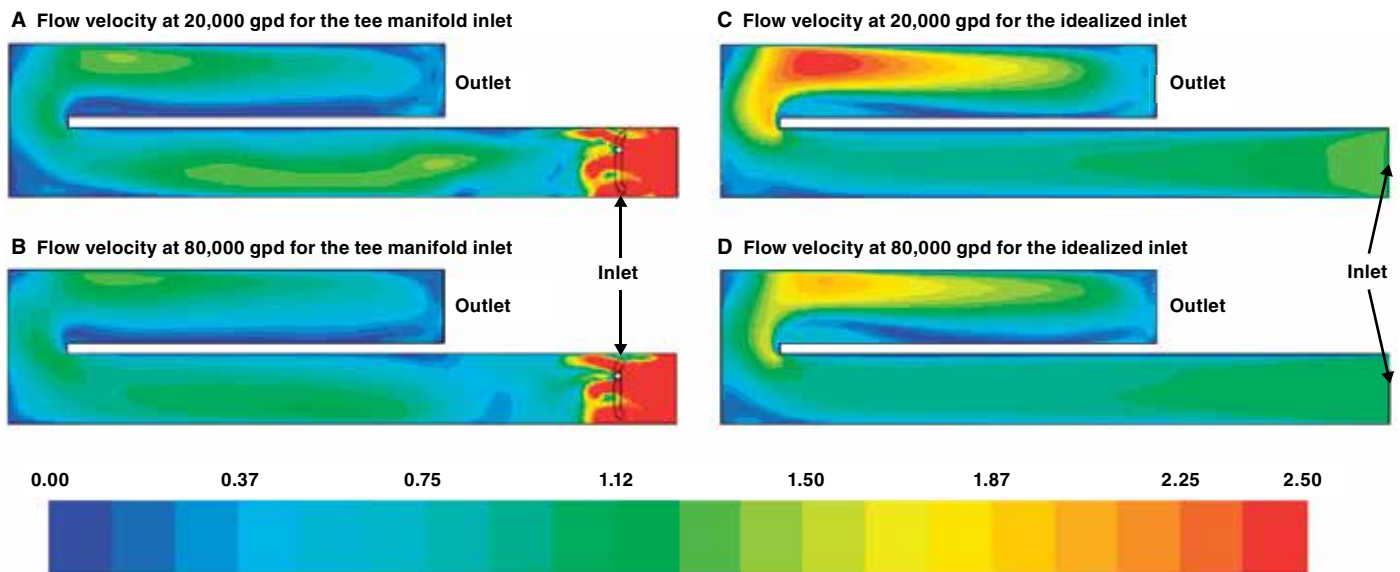 A Flow velocity at 20,000 gpd for the tee manifold inlet
Outlet
B Flow velocity at 80,000 gpd for the tee manifold inlet
Inlet
Outlet
C Flow velocity at 20,000 gpd for the idealized inlet
Outlet
D Flow velocity at 80,000 gpd for the idealized inlet
Inlet
Outlet
0.00 0.37 0.75 1.12 1.50 1.87 2.25 2.50